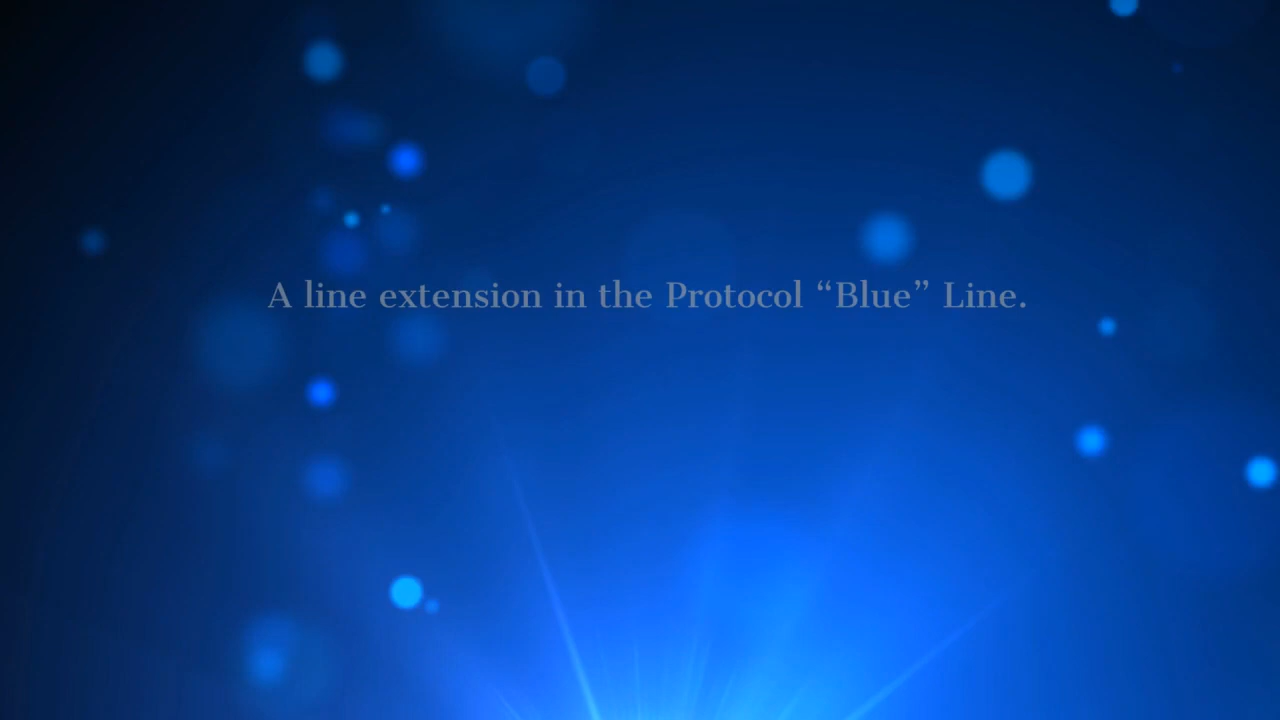 A line extension in the Protocol “Blue” Line.